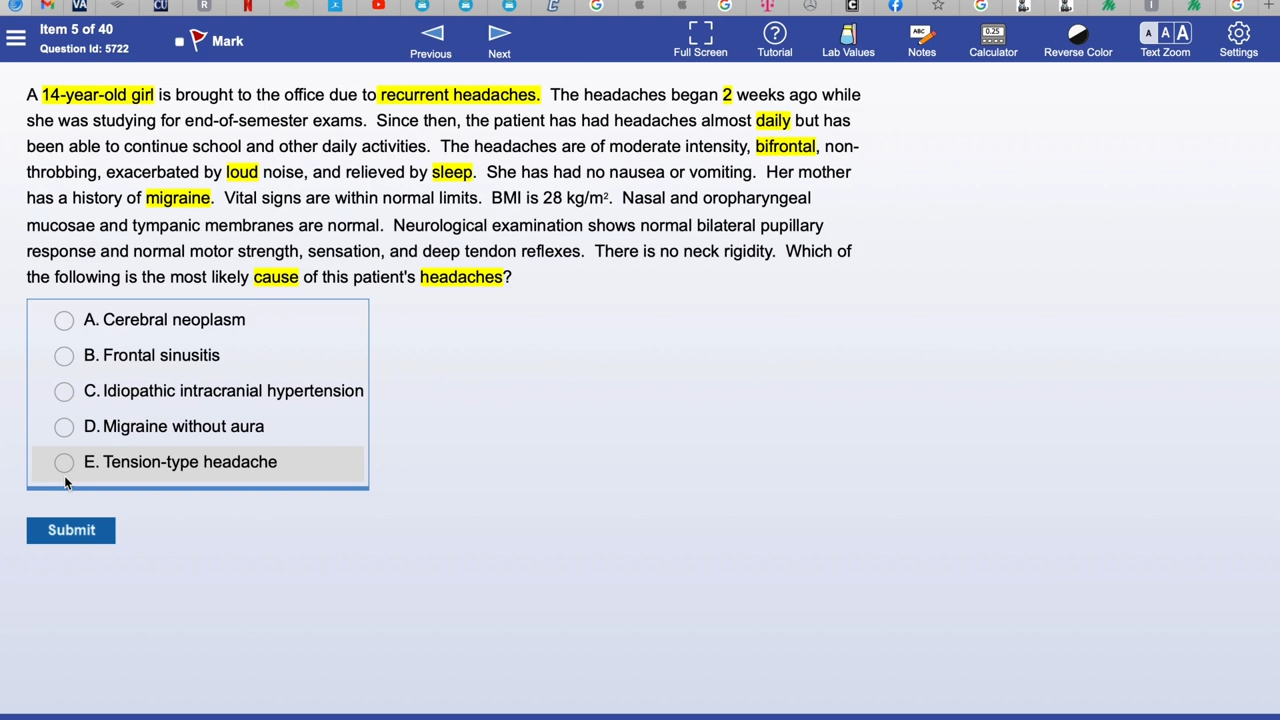 VA
CU
R
Item 5 of 40
Question Id: 5722
Mark
Previous
Next
Full Screen
Tutorial
Lab Values
ABC
Notes
0.25
Calculator
Reverse Color
A A A
Text Zoom
Settings
A 14-year-old girl is brought to the office due to recurrent headaches. The headaches began 2 weeks ago while
she was studying for end-of-semester exams. Since then, the patient has had headaches almost daily but has
been able to continue school and other daily activities. The headaches are of moderate intensity, bifrontal, non-
throbbing, exacerbated by loud noise, and relieved by sleep. She has had no nausea or vomiting. Her mother
has a history of migraine. Vital signs are within normal limits. BMI is 28 kg/m². Nasal and oropharyngeal
mucosae and tympanic membranes are normal. Neurological examination shows normal bilateral pupillary
response and normal motor strength, sensation, and deep tendon reflexes. There is no neck rigidity. Which of
the following is the most likely cause of this patient's headaches?
A. Cerebral neoplasm
B. Frontal sinusitis
C. Idiopathic intracranial hypertension
D. Migraine without aura
E. Tension-type headache
Submit